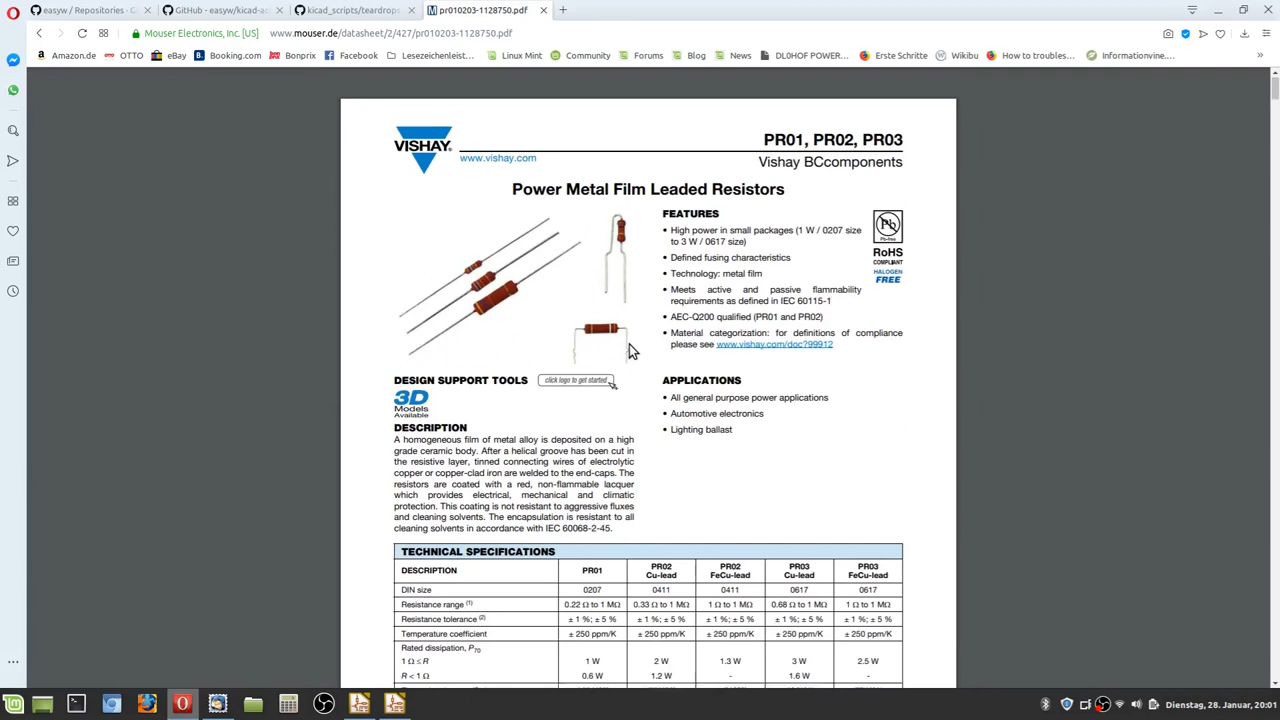 easyw / Repositories · G
GitHub - easyw/kicad-ac
kicad_scripts/teardrops
pr010203-1128750.pdf
Mouser Electronics, Inc. [US]
www.mouser.de/datasheet/2/427/pr010203-1128750.pdf
Amazon.de
OTTO
eBay
Booking.com
Bonprix
Facebook
Lesezeichenleist...
Linux Mint
Community
Forums
Blog
News
DL0HOF POWER...
Erste Schritte
Wikibu
How to troubles...
Informationvine....
VISHAY.
www.vishay.com
PR01, PR02, PR03
Vishay BCcomponents
Power Metal Film Leaded Resistors
FEATURES
• High power in small packages (1 W / 0207 size
to 3 W / 0617 size)
• Defined fusing characteristics
• Technology: metal film
• Meets active and passive flammability
requirements as defined in IEC 60115-1
• AEC-Q200 qualified (PR01 and PR02)
• Material categorization: for definitions of compliance
please see www.vishay.com/doc?99912
Pb
Pb-free
RoHS
COMPLIANT
HALOGEN
FREE
DESIGN SUPPORT TOOLS
click logo to get started
3D
Models
Available
APPLICATIONS
• All general purpose power applications
• Automotive electronics
• Lighting ballast
DESCRIPTION
A homogeneous film of metal alloy is deposited on a high
grade ceramic body. After a helical groove has been cut in
the resistive layer, tinned connecting wires of electrolytic
copper or copper-clad iron are welded to the end-caps. The
resistors are coated with a red, non-flammable lacquer
which provides electrical, mechanical and climatic
protection. This coating is not resistant to aggressive fluxes
and cleaning solvents. The encapsulation is resistant to all
cleaning solvents in accordance with IEC 60068-2-45.
TECHNICAL SPECIFICATIONS
DESCRIPTION PR01 PR02 Cu-lead PR02 FeCu-lead PR03 Cu-lead PR03 FeCu-lead
DIN size 0207 0411 0411 0617 0617
Resistance range (1) 0.22 Ω to 1 MΩ 0.33 Ω to 1 MΩ 1 Ω to 1 MΩ 0.68 Ω to 1 MΩ 1 Ω to 1 MΩ
Resistance tolerance (2) ± 1 %; ± 5 % ± 1 %; ± 5 % ± 1 %; ± 5 % ± 1 %; ± 5 % ± 1 %; ± 5 %
Temperature coefficient ± 250 ppm/K ± 250 ppm/K ± 250 ppm/K ± 250 ppm/K ± 250 ppm/K
Rated dissipation, P70
1 Ω ≤ R 1 W 2 W 1.3 W 3 W 2.5 W
R < 1 Ω 0.6 W 1.2 W - 1.6 W -
Dienstag, 28. Januar, 20:01